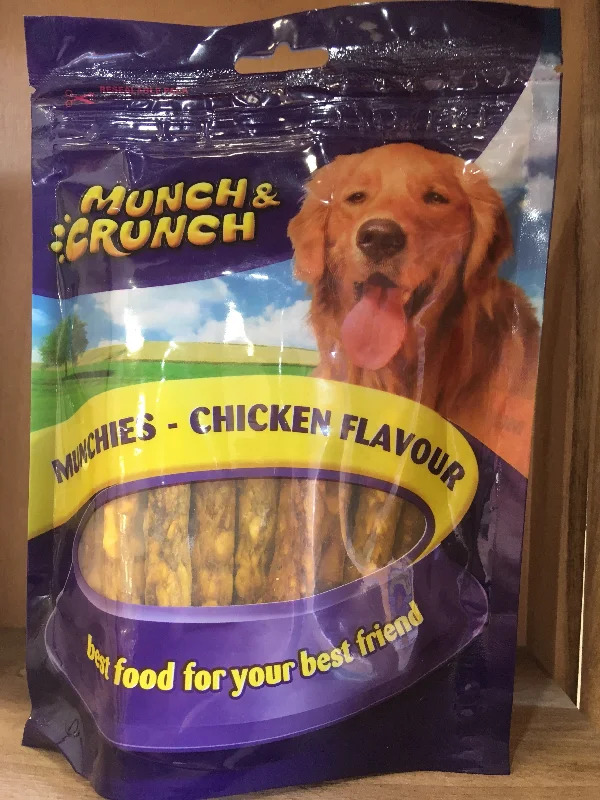 MUNCH &
CRUNCH
MUNCHIES - CHICKEN FLAVOUR
best food for your best friend